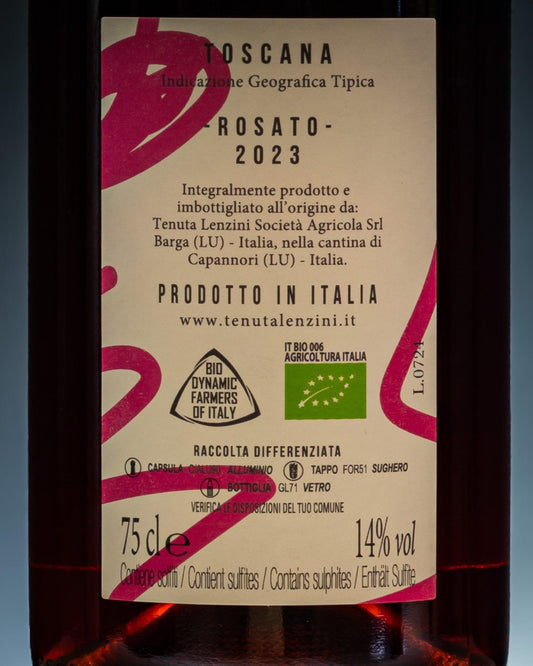 TOSCANA
Indicazione Geografica Tipica
-ROSATO-
2023
Integralmente prodotto e
imbottigliato all'origine da:
Tenuta Lenzini Società Agricola Srl
Barga (LU) - Italia, nella cantina di
Capannori (LU) - Italia.
PRODOTTO IN ITALIA
www.tenutalenzini.it
BIO
DYNAMIC
FARMERS
OF ITALY
IT BIO 006
AGRICOLTURA ITALIA
L.0724
RACCOLTA DIFFERENZIATA
CAPSULA ALLUMINIO TAPPO FOR51 SUGHERO
BOTTIGLIA GL71 VETRO
VERIFICA LE DISPOSIZIONI DEL TUO COMUNE
75 cl e 14% vol
Contiene solfiti / Contient sulfites / Contains sulphites / Enthält Sulfite